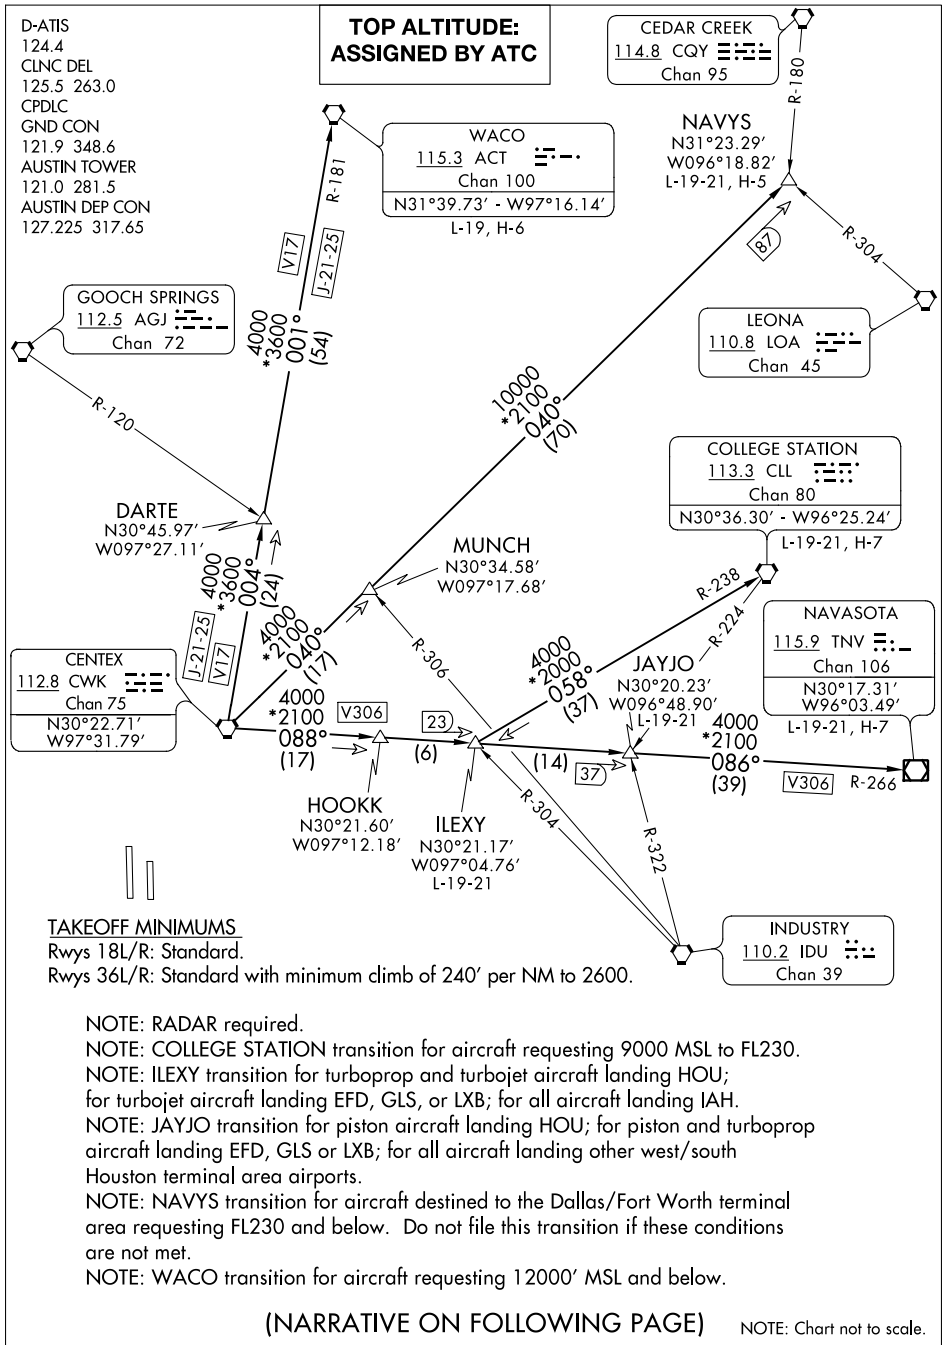 D-ATIS
124.4
CLNC DEL
125.5 263.0
CPDLC
GND CON
121.9 348.6
AUSTIN TOWER
121.0 281.5
AUSTIN DEP CON
127.225 317.65
TOP ALTITUDE:
ASSIGNED BY ATC
CEDAR CREEK
114.8 CQY
Chan 95
R-180
NAVYS
N31°23.29'
W096°18.82'
L-19-21, H-5
WACO
115.3 ACT
Chan 100
N31°39.73' - W97°16.14'
L-19, H-6
R-181
V17
J-21-25
87
R-304
GOOCH SPRINGS
112.5 AGJ
Chan 72
4000
*3600
001°
(54)
LEONA
110.8 LOA
Chan 45
R-120
10000
*2100
040°
(70)
COLLEGE STATION
113.3 CLL
Chan 80
N30°36.30' - W96°25.24'
L-19-21, H-7
DARTE
N30°45.97'
W097°27.11'
MUNCH
N30°34.58'
W097°17.68'
4000
*3600
004°
(24)
J-21-25
V17
4000
*2100
040°
(17)
R-306
R-238
R-224
NAVASOTA
115.9 TNV
Chan 106
N30°17.31'
W96°03.49'
L-19-21, H-7
CENTEX
112.8 CWK
Chan 75
N30°22.71'
W97°31.79'
4000
*2000
058°
(37)
JAYJO
N30°20.23'
W096°48.90'
L-19-21
4000
*2100
088°
(17)
V306
23
(6)
(14)
37
4000
*2100
086°
(39)
V306
R-266
HOOKK
N30°21.60'
W097°12.18'
ILEXY
N30°21.17'
W097°04.76'
L-19-21
R-304
R-322
INDUSTRY
110.2 IDU
Chan 39
TAKEOFF MINIMUMS
Rwys 18L/R: Standard.
Rwys 36L/R: Standard with minimum climb of 240' per NM to 2600.
NOTE: RADAR required.
NOTE: COLLEGE STATION transition for aircraft requesting 9000 MSL to FL230.
NOTE: ILEXY transition for turboprop and turbojet aircraft landing HOU;
for turbojet aircraft landing EFD, GLS, or LXB; for all aircraft landing IAH.
NOTE: JAYJO transition for piston aircraft landing HOU; for piston and turboprop
aircraft landing EFD, GLS or LXB; for all aircraft landing other west/south
Houston terminal area airports.
NOTE: NAVYS transition for aircraft destined to the Dallas/Fort Worth terminal
area requesting FL230 and below. Do not file this transition if these conditions
are not met.
NOTE: WACO transition for aircraft requesting 12000' MSL and below.
(NARRATIVE ON FOLLOWING PAGE)
NOTE: Chart not to scale.